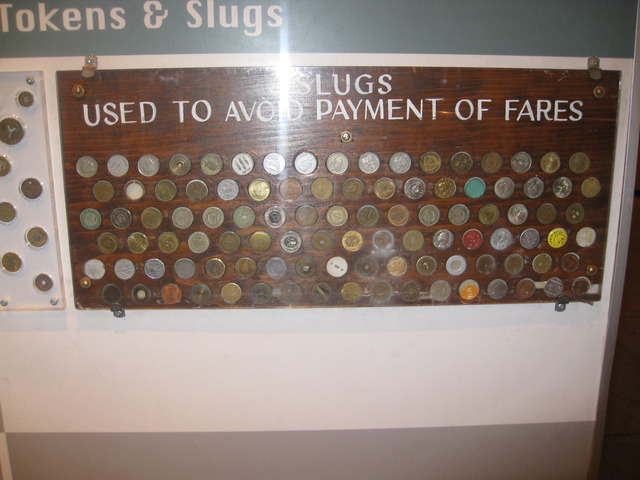 Tokens & Slugs
SLUGS
USED TO AVOID PAYMENT OF FARES